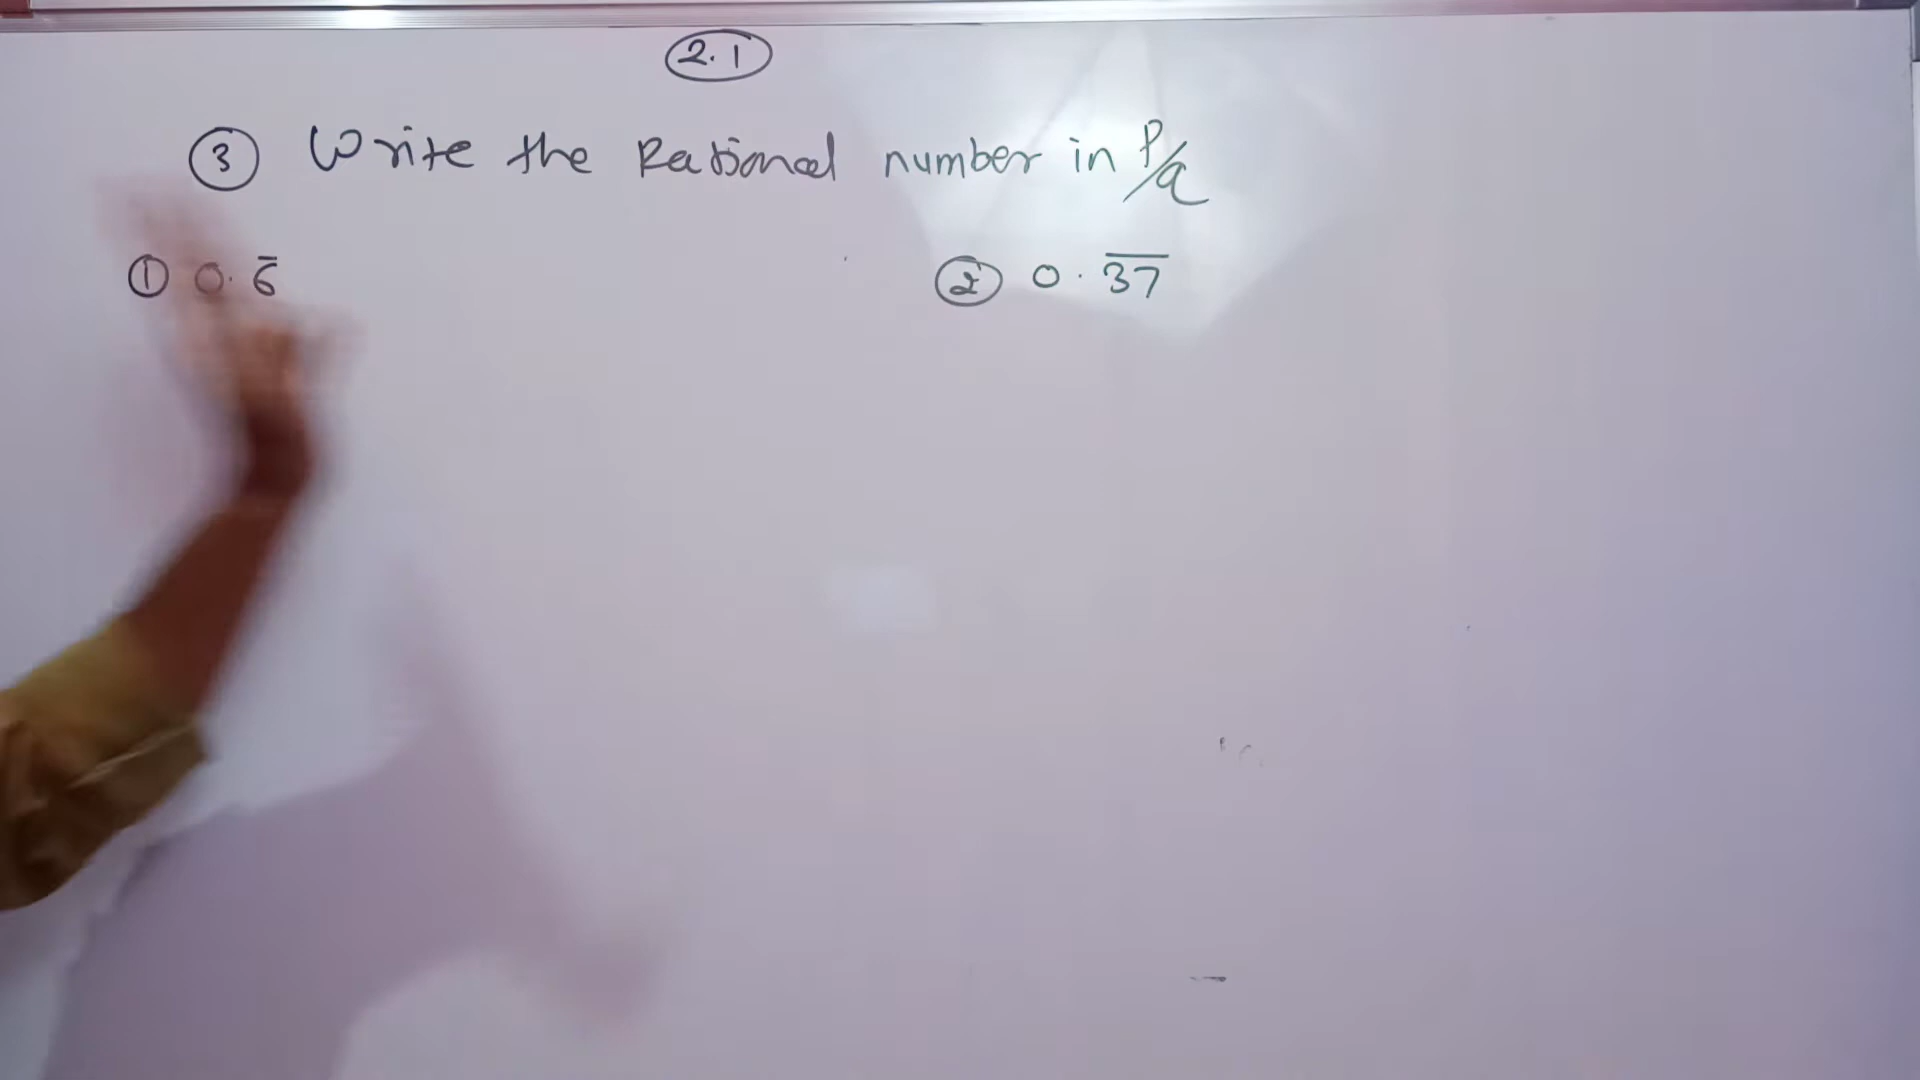 2.1
③ Write the Rational number in P/q
① 0.6̅
② 0.3̅7̅